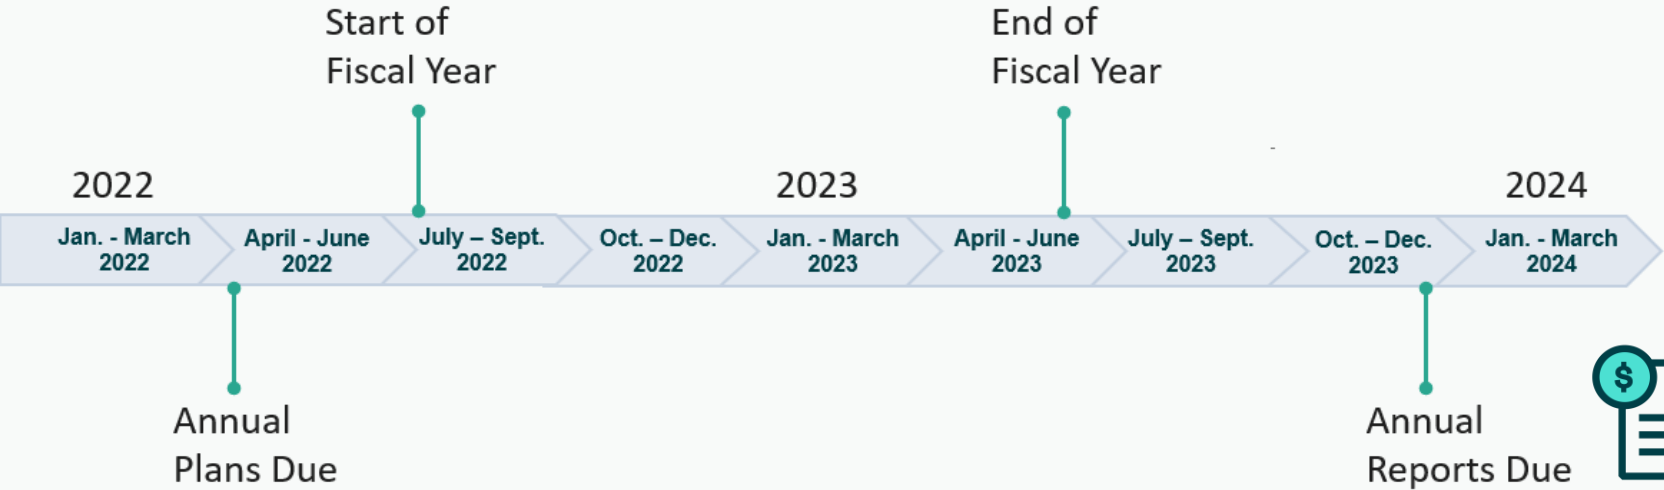 Start of
Fiscal Year
End of
Fiscal Year
2022
2023
2024
Jan. - March
2022
April - June
2022
July – Sept.
2022
Oct. – Dec.
2022
Jan. - March
2023
April - June
2023
July – Sept.
2023
Oct. – Dec.
2023
Jan. - March
2024
Annual
Plans Due
Annual
Reports Due
$